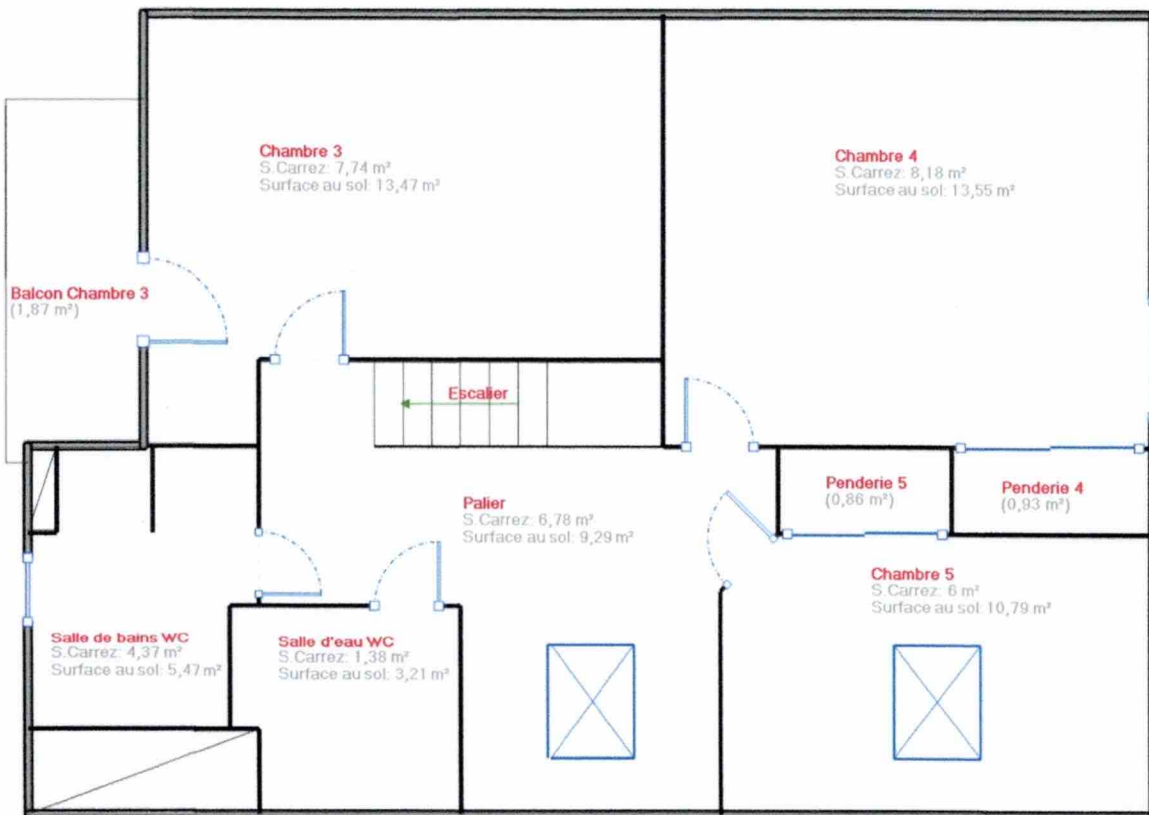 Chambre 3
S.Carrez: 7,74 m²
Surface au sol: 13,47 m²
Chambre 4
S.Carrez: 8,18 m²
Surface au sol: 13,55 m²
Balcon Chambre 3
(1,87 m²)
Escalier
Palier
S.Carrez: 6,78 m²
Surface au sol: 9,29 m²
Penderie 5
(0,86 m²)
Penderie 4
(0,93 m²)
Chambre 5
S.Carrez: 6 m²
Surface au sol: 10,79 m²
Salle de bains WC
S.Carrez: 4,37 m²
Surface au sol: 5,47 m²
Salle d'eau WC
S.Carrez: 1,38 m²
Surface au sol: 3,21 m²